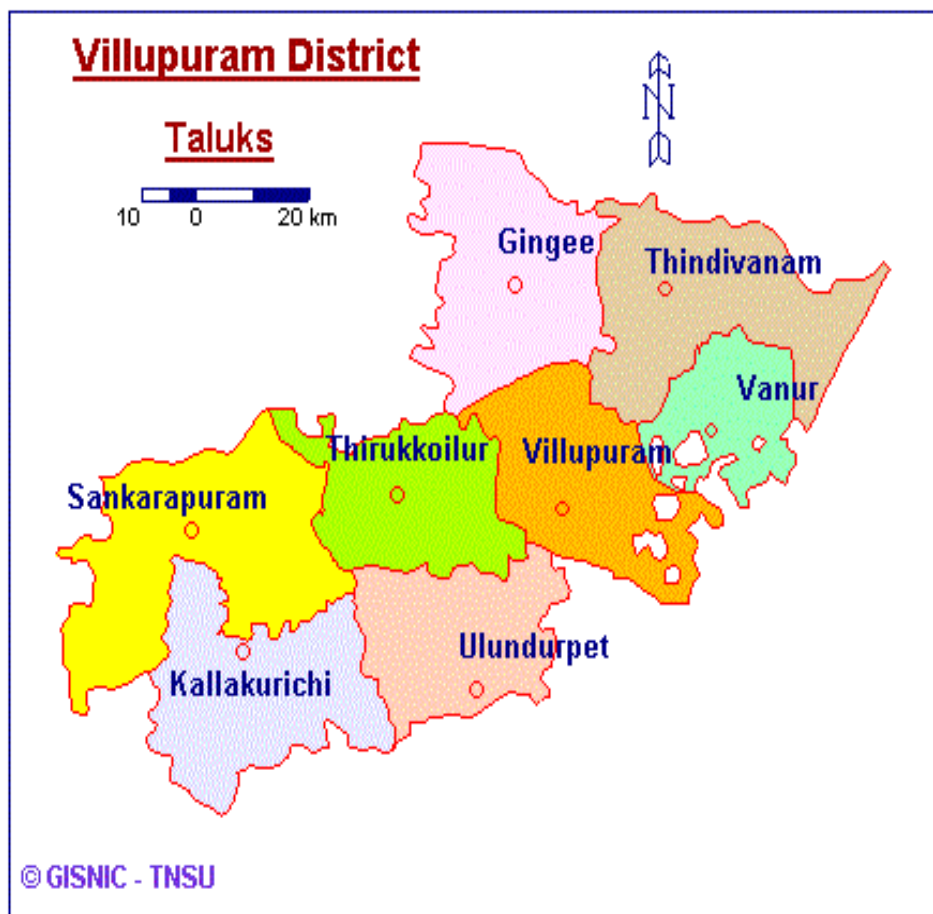 Villupuram District
N
Taluks
10 0 20 km
Gingee
Thindivanam
Vanur
Thirukkoilur
Villupuram
Sankarapuram
Ulundurpet
Kallakurichi
© GISNIC - TNSU